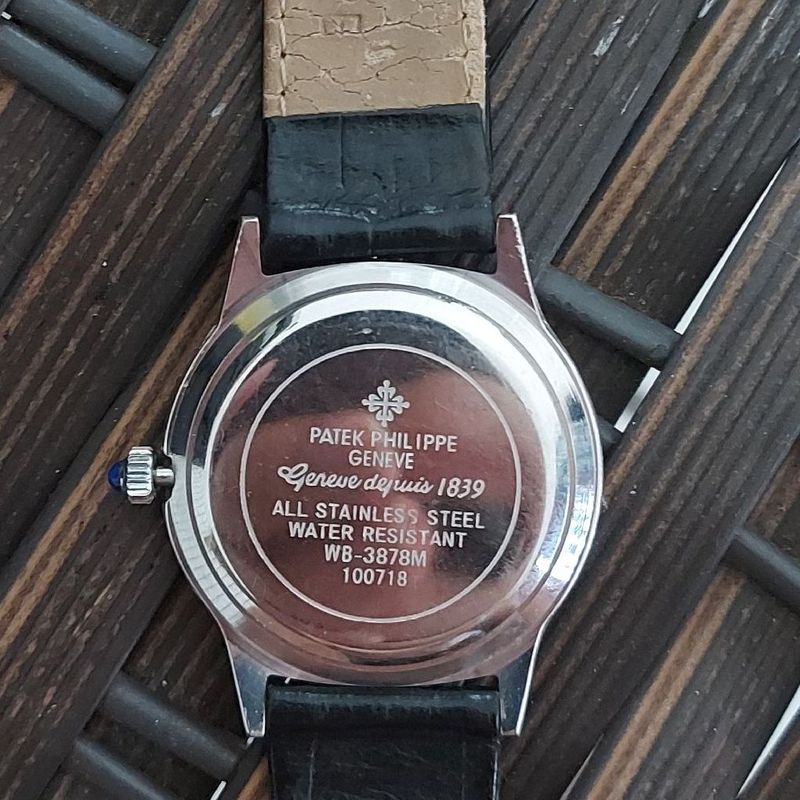 PATEK PHILIPPE
GENEVE
Geneve depuis 1839
ALL STAINLESS STEEL
WATER RESISTANT
WB-3878M
100718